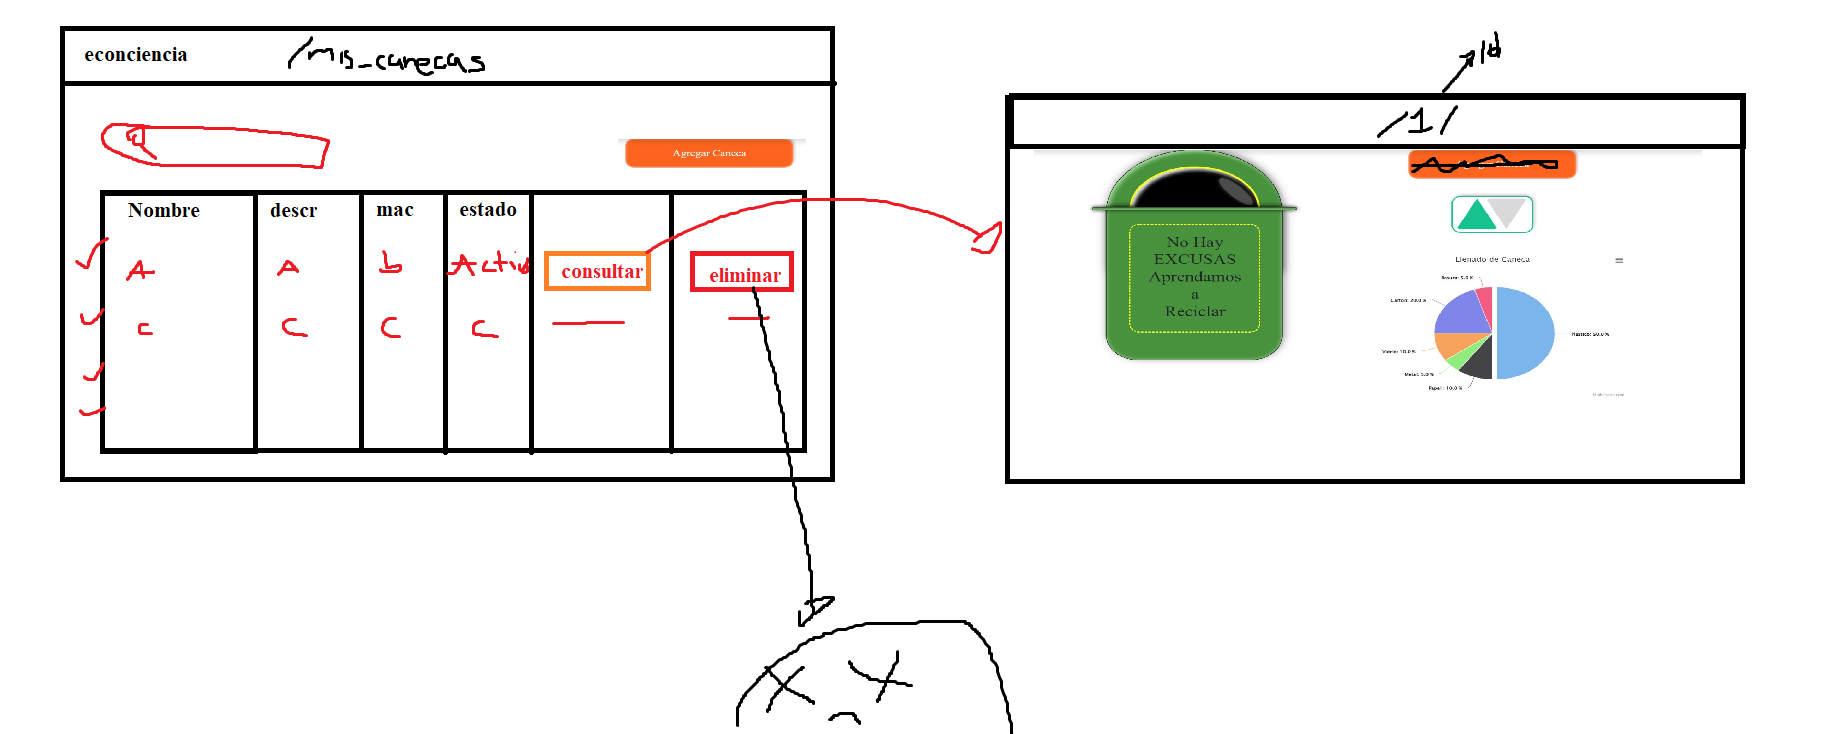 econciencia
/mis_canecas
Agregar Caneca
Nombre descr mac estado
A A b Activ consultar eliminar
C C C C
/1/
id
No Hay
EXCUSAS
Aprendamos
a
Reciclar
Llenado de Caneca
Basura: 5.0 %
Carton: 20.0 %
Plastico: 50.0 %
Vidrio: 10.0 %
Metal: 5.0 %
Papel : 10.0 %